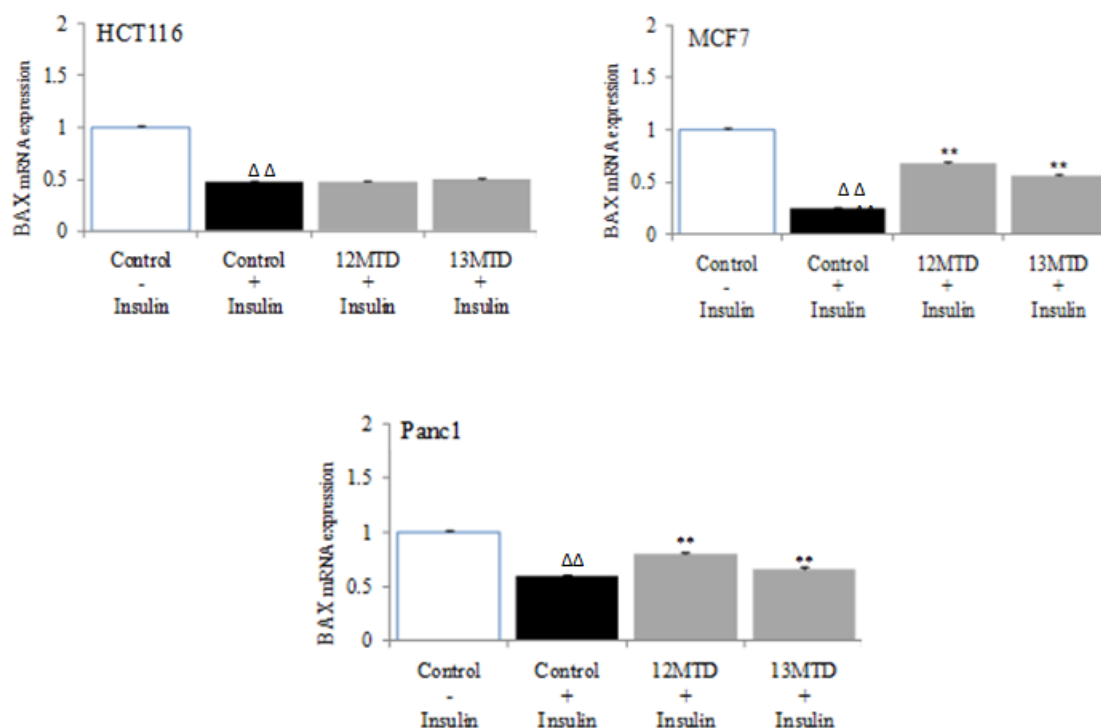 HCT116
BAX mRNA expression
2
1.5
1
0.5
0
Δ Δ
Control Control 12MTD 13MTD
- + + +
Insulin Insulin Insulin Insulin
MCF7
BAX mRNA expression
2
1.5
1
0.5
0
Δ Δ
**
**
Control Control 12MTD 13MTD
- + + +
Insulin Insulin Insulin Insulin
Panc1
BAX mRNA expression
2
1.5
1
0.5
0
ΔΔ
**
**
Control Control 12MTD 13MTD
- + + +
Insulin Insulin Insulin Insulin